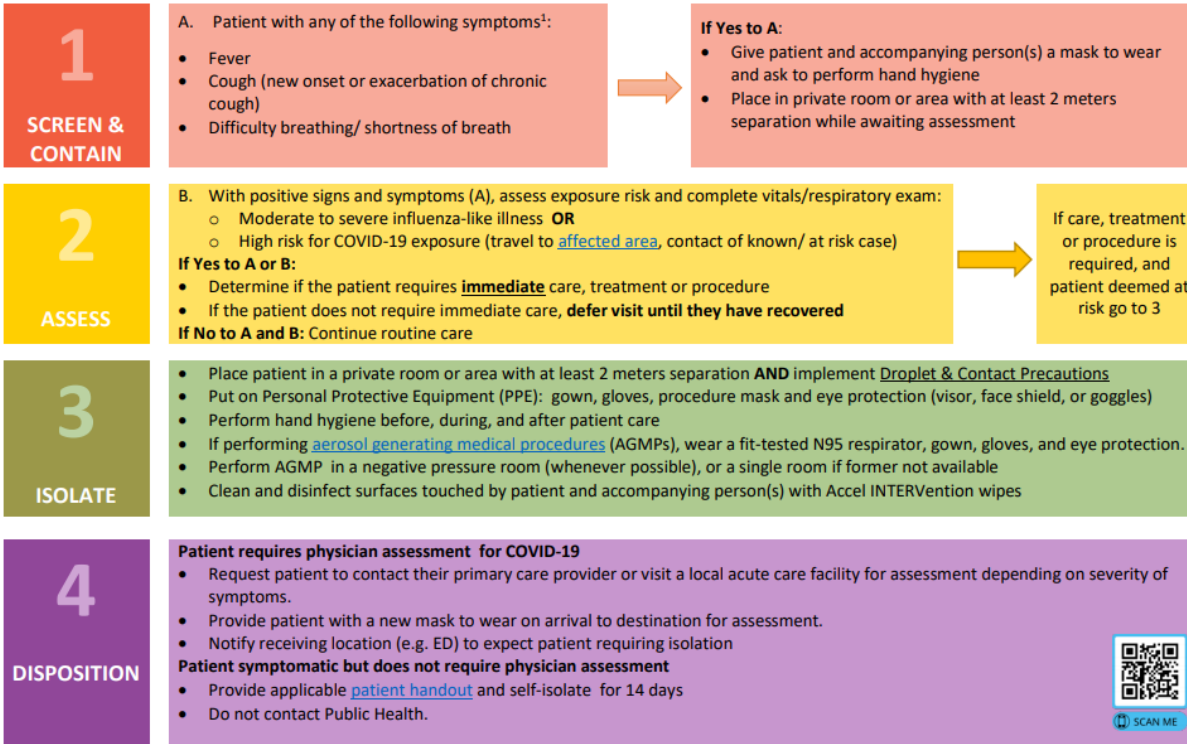 1
SCREEN &
CONTAIN
A. Patient with any of the following symptoms1:
• Fever
• Cough (new onset or exacerbation of chronic
cough)
• Difficulty breathing/ shortness of breath
If Yes to A:
• Give patient and accompanying person(s) a mask to wear
and ask to perform hand hygiene
• Place in private room or area with at least 2 meters
separation while awaiting assessment
2
ASSESS
B. With positive signs and symptoms (A), assess exposure risk and complete vitals/respiratory exam:
o Moderate to severe influenza-like illness OR
o High risk for COVID-19 exposure (travel to affected area, contact of known/ at risk case)
If Yes to A or B:
• Determine if the patient requires immediate care, treatment or procedure
• If the patient does not require immediate care, defer visit until they have recovered
If No to A and B: Continue routine care
If care, treatment
or procedure is
required, and
patient deemed at
risk go to 3
3
ISOLATE
• Place patient in a private room or area with at least 2 meters separation AND implement Droplet & Contact Precautions
• Put on Personal Protective Equipment (PPE): gown, gloves, procedure mask and eye protection (visor, face shield, or goggles)
• Perform hand hygiene before, during, and after patient care
• If performing aerosol generating medical procedures (AGMPs), wear a fit-tested N95 respirator, gown, gloves, and eye protection.
• Perform AGMP in a negative pressure room (whenever possible), or a single room if former not available
• Clean and disinfect surfaces touched by patient and accompanying person(s) with Accel INTERVention wipes
4
DISPOSITION
Patient requires physician assessment for COVID-19
• Request patient to contact their primary care provider or visit a local acute care facility for assessment depending on severity of
symptoms.
• Provide patient with a new mask to wear on arrival to destination for assessment.
• Notify receiving location (e.g. ED) to expect patient requiring isolation
Patient symptomatic but does not require physician assessment
• Provide applicable patient handout and self-isolate for 14 days
• Do not contact Public Health.
SCAN ME